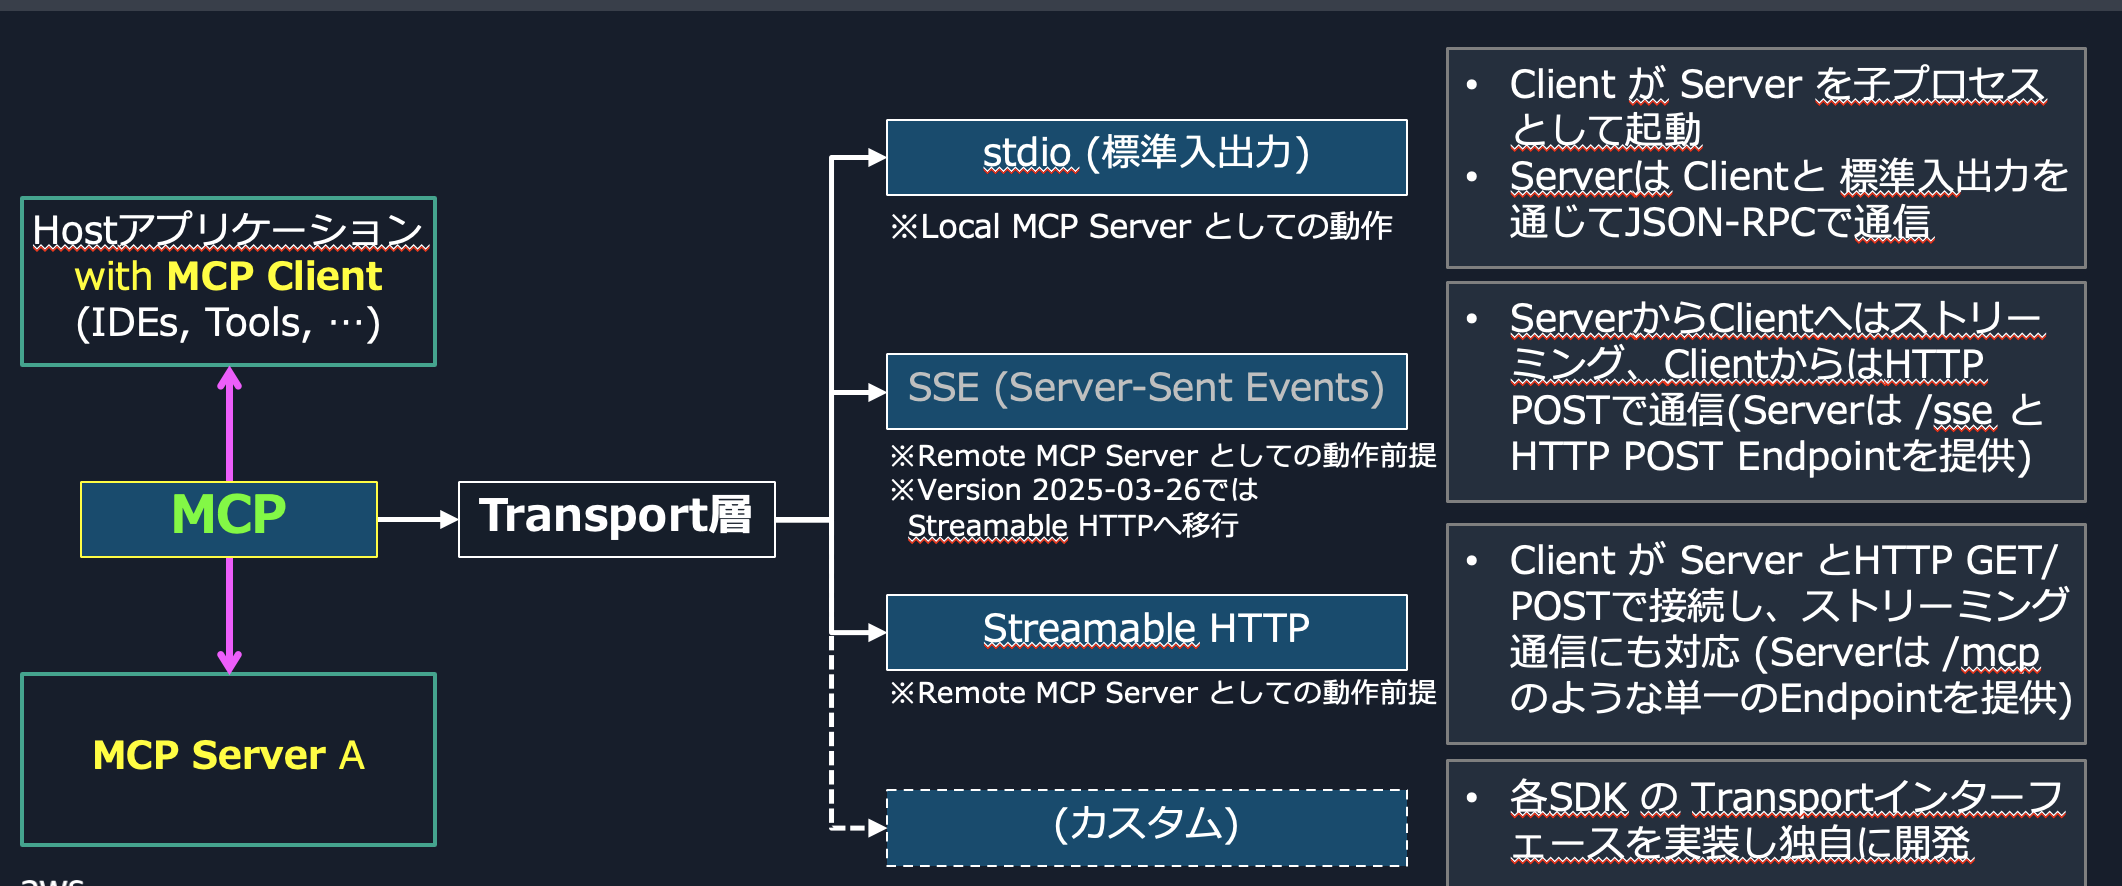 Hostアプリケーション
with MCP Client
(IDEs, Tools, …)
MCP
MCP Server A
Transport層
stdio (標準入出力)
※Local MCP Server としての動作
SSE (Server-Sent Events)
※Remote MCP Server としての動作前提
※Version 2025-03-26では
Streamable HTTPへ移行
Streamable HTTP
※Remote MCP Server としての動作前提
(カスタム)
• Client が Server を子プロセス
として起動
• Serverは Clientと 標準入出力を
通じてJSON-RPCで通信
• ServerからClientへはストリー
ミング、ClientからはHTTP
POSTで通信(Serverは /sse と
HTTP POST Endpointを提供)
• Client が Server とHTTP GET/
POSTで接続し、ストリーミング
通信にも対応 (Serverは /mcp
のような単一のEndpointを提供)
• 各SDK の Transportインターフ
ェースを実装し独自に開発
aws